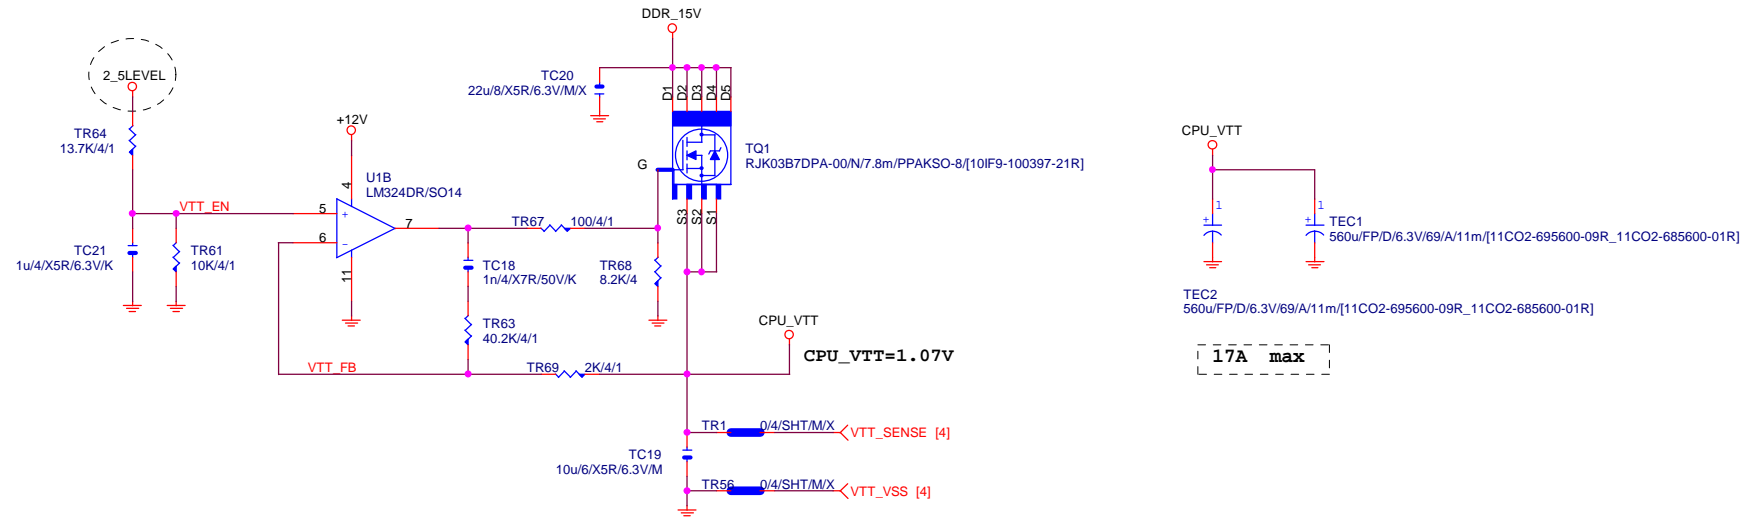 DDR_15V
2_5LEVEL
TC20
22u/8/X5R/6.3V/M/X
D1
D2
D3
D4
D5
TR64
13.7K/4/1
+12V
CPU_VTT
TQ1
RJK03B7DPA-00/N/7.8m/PPAKSO-8/[10IF9-100397-21R]
G
4
U1B
LM324DR/SO14
VTT_EN
5
+
6
-
7
11
TR67
100/4/1
S3
S2
S1
1
+
1
+
TEC1
560u/FP/D/6.3V/69/A/11m/[11CO2-695600-09R_11CO2-685600-01R]
TC21
1u/4/X5R/6.3V/K
TR61
10K/4/1
TC18
1n/4/X7R/50V/K
TR68
8.2K/4
TEC2
560u/FP/D/6.3V/69/A/11m/[11CO2-695600-09R_11CO2-685600-01R]
TR63
40.2K/4/1
CPU_VTT
CPU_VTT=1.07V
17A max
VTT_FB
TR69
2K/4/1
TR1
0/4/SHT/M/X
VTT_SENSE [4]
TC19
10u/6/X5R/6.3V/M
TR56
0/4/SHT/M/X
VTT_VSS [4]